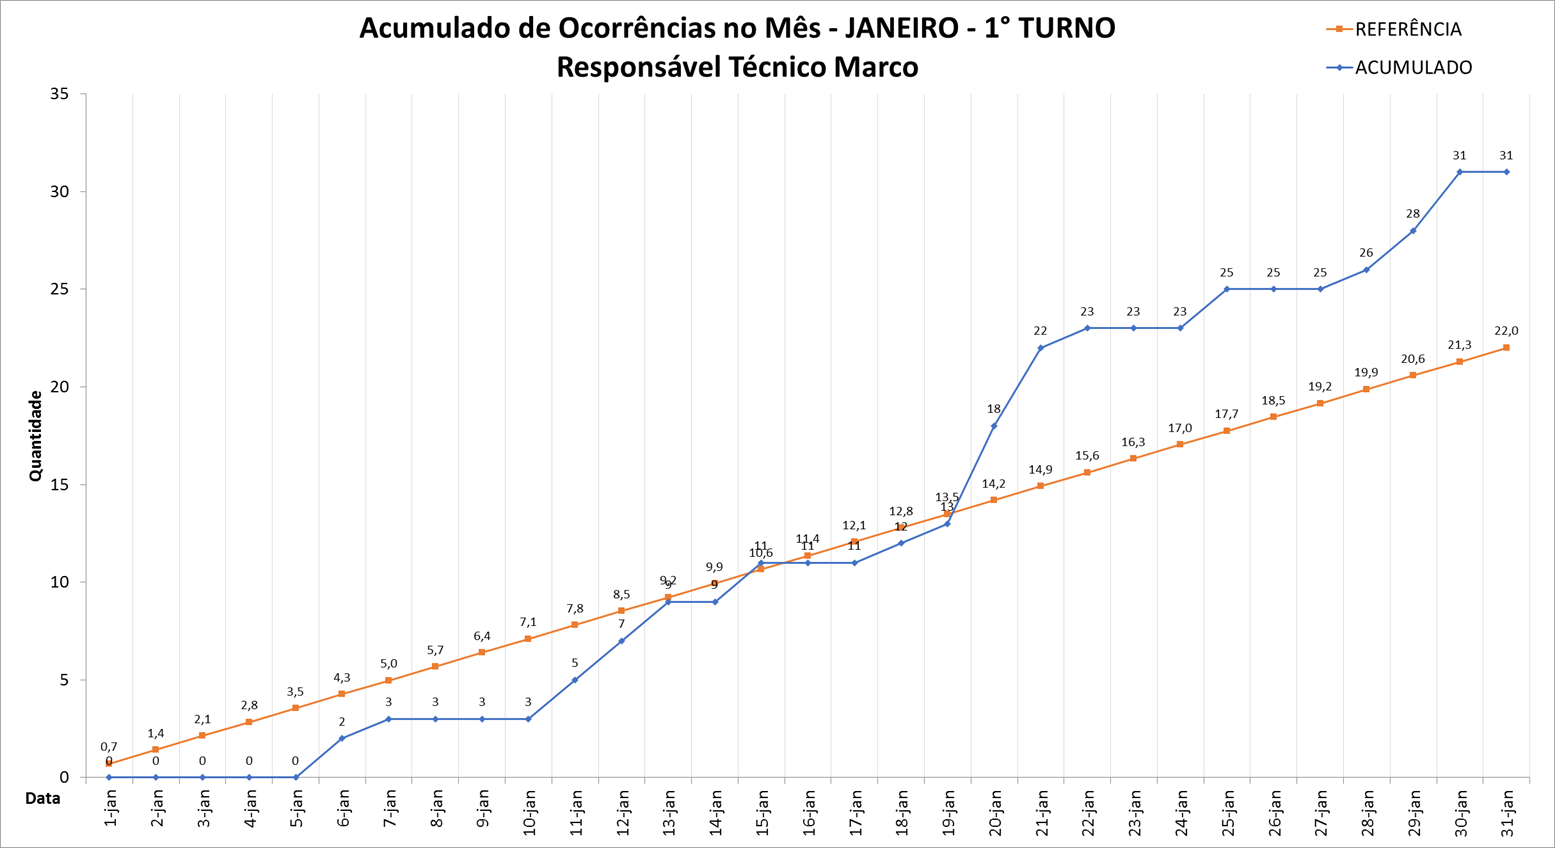 Acumulado de Ocorrências no Mês - JANEIRO - 1° TURNO
Responsável Técnico Marco
REFERÊNCIA
ACUMULADO
35
30
25
20
15
10
5
0
Quantidade
Data
0,7
1,4
2,1
2,8
3,5
4,3
5,0
5,7
6,4
7,1
7,8
8,5
9,2
9,9
10,6
11,4
12,1
12,8
13,5
14,2
14,9
15,6
16,3
17,0
17,7
18,5
19,2
19,9
20,6
21,3
22,0
0
0
0
0
0
2
3
3
3
3
5
7
9
9
11
11
11
12
13
18
22
23
23
23
25
25
25
26
28
31
31
1-jan
2-jan
3-jan
4-jan
5-jan
6-jan
7-jan
8-jan
9-jan
10-jan
11-jan
12-jan
13-jan
14-jan
15-jan
16-jan
17-jan
18-jan
19-jan
20-jan
21-jan
22-jan
23-jan
24-jan
25-jan
26-jan
27-jan
28-jan
29-jan
30-jan
31-jan